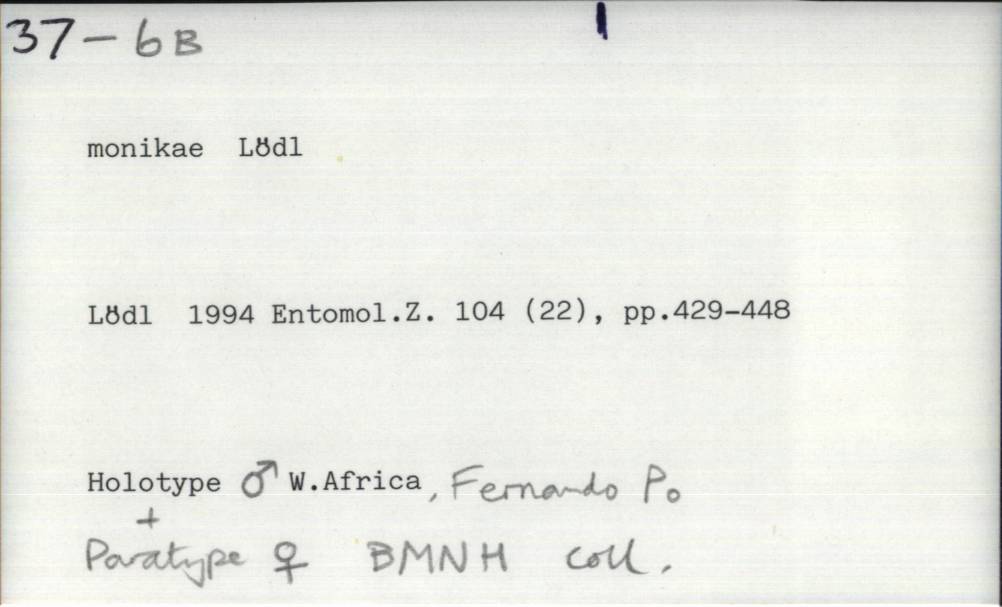 37-6B
monikae Lödl
Lödl 1994 Entomol.Z. 104 (22), pp.429-448
Holotype ♂ W.Africa, Fernando Po
+
Paratype ♀ BMNH coll.